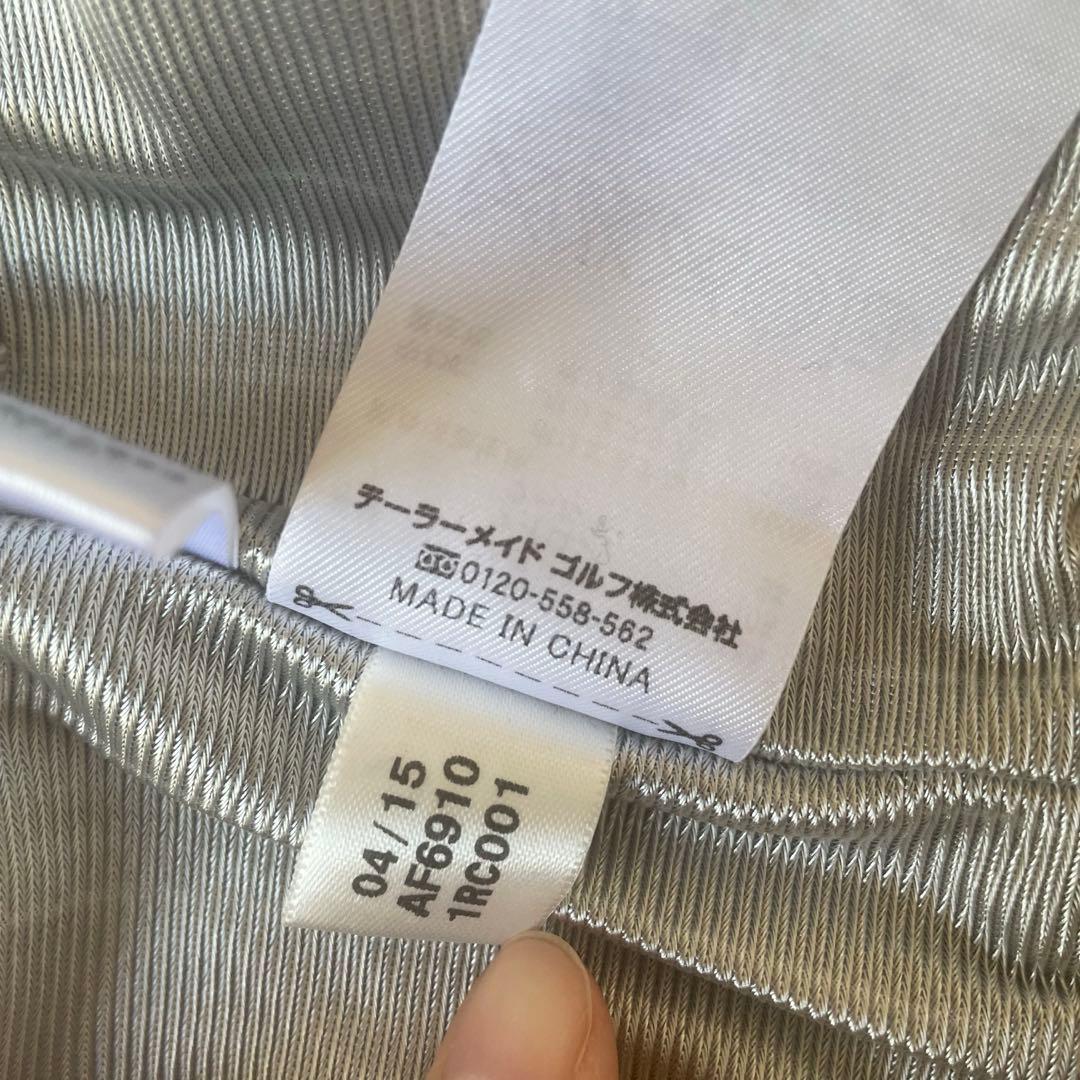 テーラーメイド ゴルフ株式会社
0120-558-562
MADE IN CHINA
04/15
AF6910
1RC001